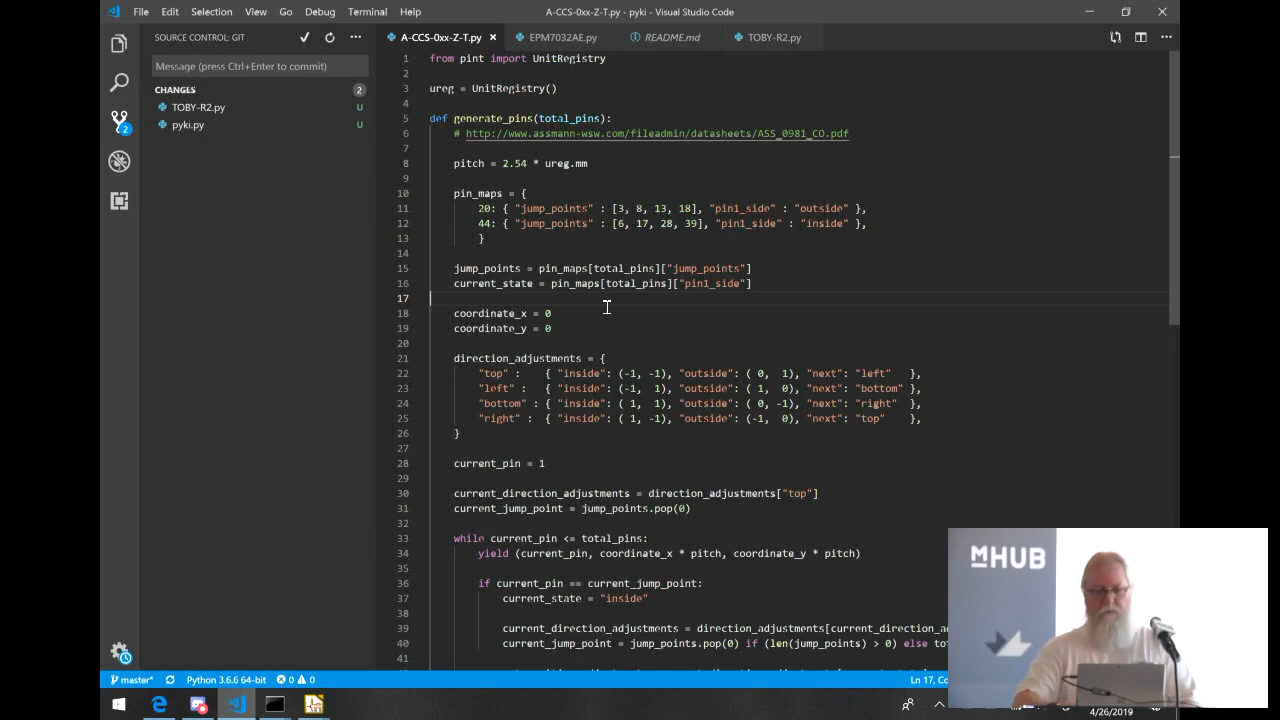 File Edit Selection View Go Debug Terminal Help
A-CCS-0xx-Z-T.py - pyki - Visual Studio Code
SOURCE CONTROL: GIT
A-CCS-0xx-Z-T.py
EPM7032AE.py
README.md
TOBY-R2.py
Message (press Ctrl+Enter to commit)
CHANGES 2
TOBY-R2.py U
pyki.py U
2
1 from pint import UnitRegistry
2
3 ureg = UnitRegistry()
4
5 def generate_pins(total_pins):
6 # http://www.assmann-wsw.com/fileadmin/datasheets/ASS_0981_CO.pdf
7
8 pitch = 2.54 * ureg.mm
9
10 pin_maps = {
11 20: { "jump_points" : [3, 8, 13, 18], "pin1_side" : "outside" },
12 44: { "jump_points" : [6, 17, 28, 39], "pin1_side" : "inside" },
13 }
14
15 jump_points = pin_maps[total_pins]["jump_points"]
16 current_state = pin_maps[total_pins]["pin1_side"]
17
18 coordinate_x = 0
19 coordinate_y = 0
20
21 direction_adjustments = {
22 "top" : { "inside": (-1, -1), "outside": ( 0, 1), "next": "left" },
23 "left" : { "inside": (-1, 1), "outside": ( 1, 0), "next": "bottom" },
24 "bottom" : { "inside": ( 1, 1), "outside": ( 0, -1), "next": "right" },
25 "right" : { "inside": ( 1, -1), "outside": (-1, 0), "next": "top" },
26 }
27
28 current_pin = 1
29
30 current_direction_adjustments = direction_adjustments["top"]
31 current_jump_point = jump_points.pop(0)
32
33 while current_pin <= total_pins:
34 yield (current_pin, coordinate_x * pitch, coordinate_y * pitch)
35
36 if current_pin == current_jump_point:
37 current_state = "inside"
38
39 current_direction_adjustments = direction_adjustments[current_direction_ad
40 current_jump_point = jump_points.pop(0) if (len(jump_points) > 0) else to
41
mHUB
master* Python 3.6.6 64-bit 0 0 Ln 17, Co
4/26/2019